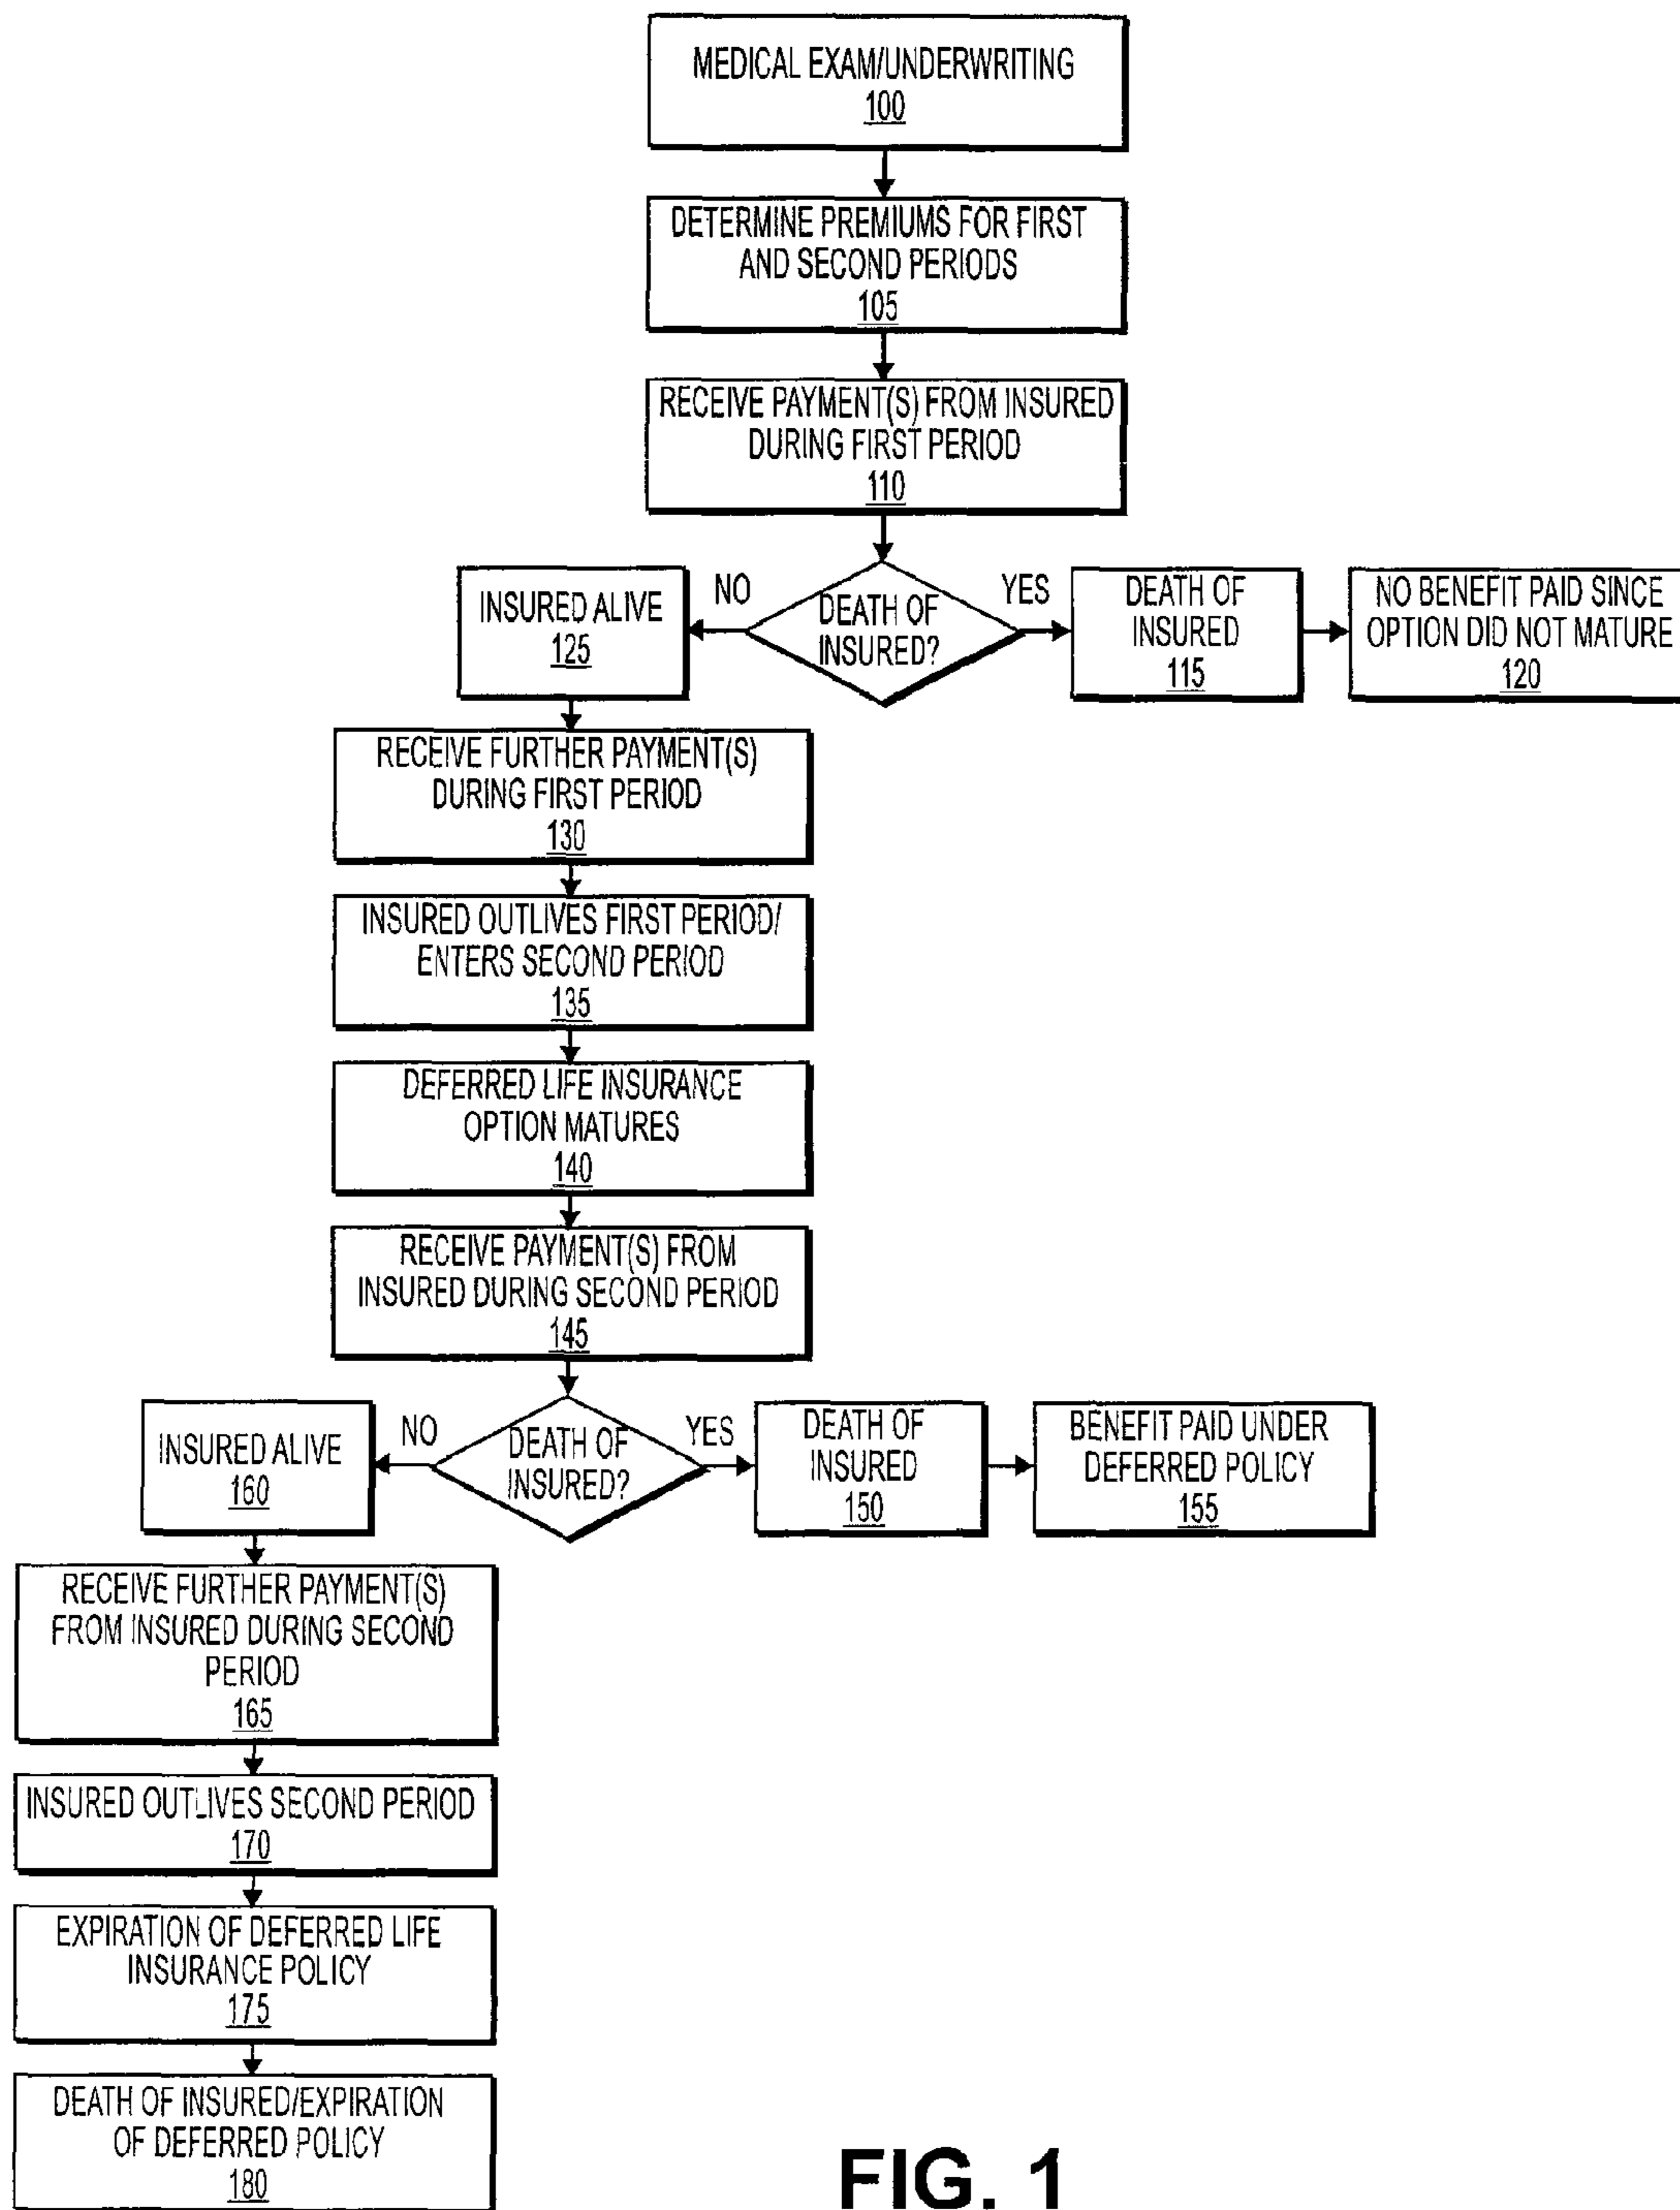 MEDICAL EXAM/UNDERWRITING
100
DETERMINE PREMIUMS FOR FIRST
AND SECOND PERIODS
105
RECEIVE PAYMENT(S) FROM INSURED
DURING FIRST PERIOD
110
INSURED ALIVE
125
NO
DEATH OF
INSURED?
YES
DEATH OF
INSURED
115
NO BENEFIT PAID SINCE
OPTION DID NOT MATURE
120
RECEIVE FURTHER PAYMENT(S)
DURING FIRST PERIOD
130
INSURED OUTLIVES FIRST PERIOD/
ENTERS SECOND PERIOD
135
DEFERRED LIFE INSURANCE
OPTION MATURES
140
RECEIVE PAYMENT(S) FROM
INSURED DURING SECOND PERIOD
145
INSURED ALIVE
160
NO
DEATH OF
INSURED?
YES
DEATH OF
INSURED
150
BENEFIT PAID UNDER
DEFERRED POLICY
155
RECEIVE FURTHER PAYMENT(S)
FROM INSURED DURING SECOND
PERIOD
165
INSURED OUTLIVES SECOND PERIOD
170
EXPIRATION OF DEFERRED LIFE
INSURANCE POLICY
175
DEATH OF INSURED/EXPIRATION
OF DEFERRED POLICY
180
FIG. 1